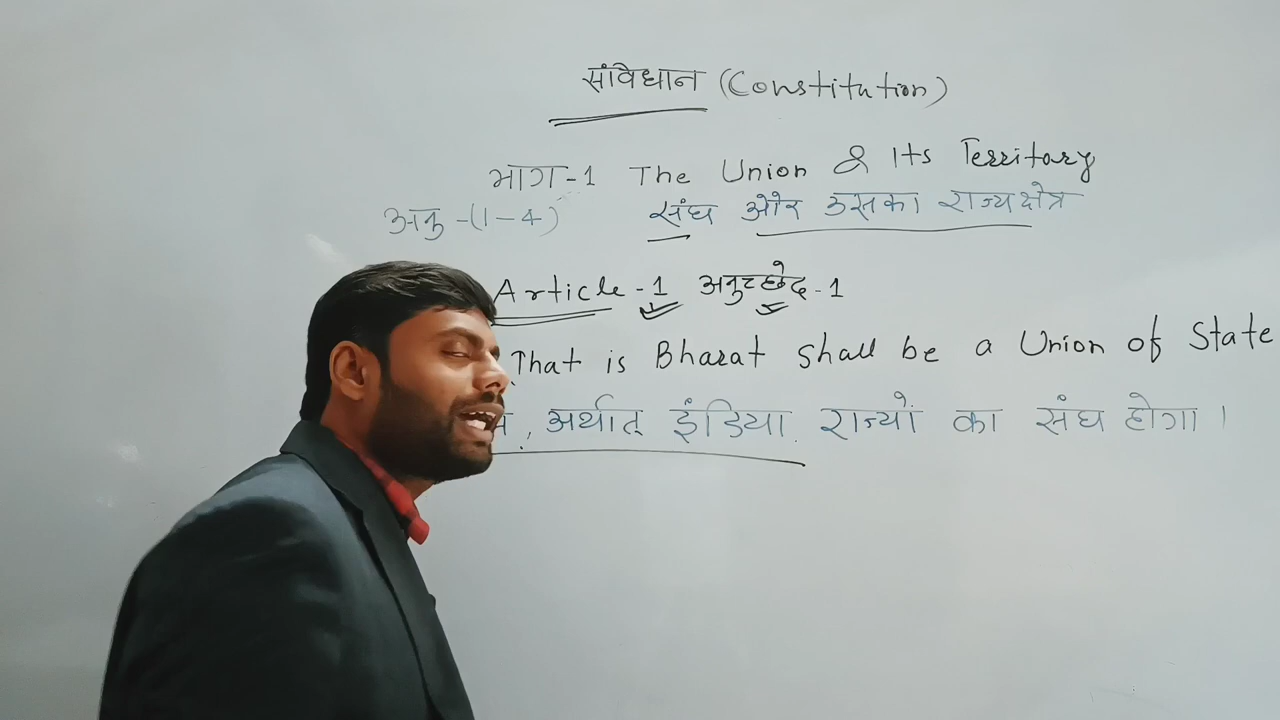 संविधान (Constitution)
भाग-1 The Union & Its Territory
अनु-(1-4) संघ और उसका राज्यक्षेत्र
Article-1 अनुच्छेद-1
That is Bharat shall be a Union of State
, अर्थात् इंडिया राज्यों का संघ होगा।